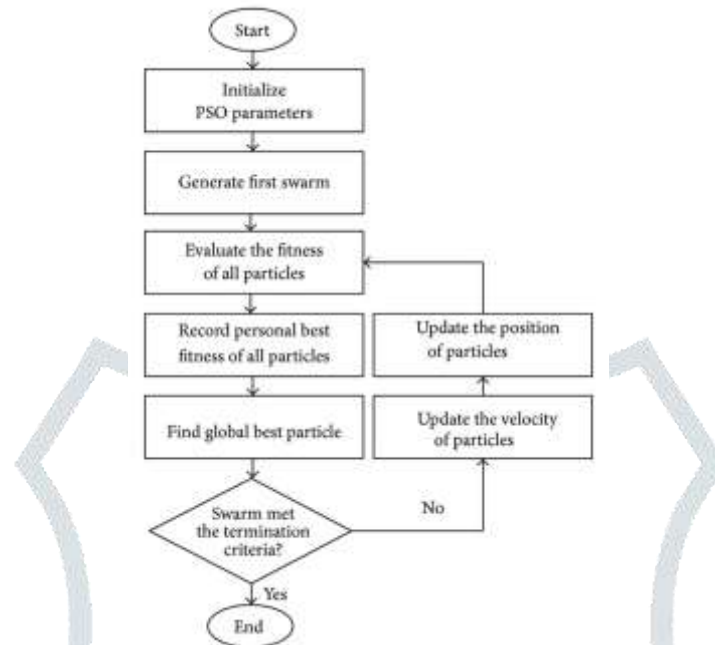 Start
Initialize
PSO parameters
Generate first swarm
Evaluate the fitness
of all particles
Record personal best
fitness of all particles
Find global best particle
Swarm met
the termination
criteria?
No
Update the velocity
of particles
Update the position
of particles
Yes
End